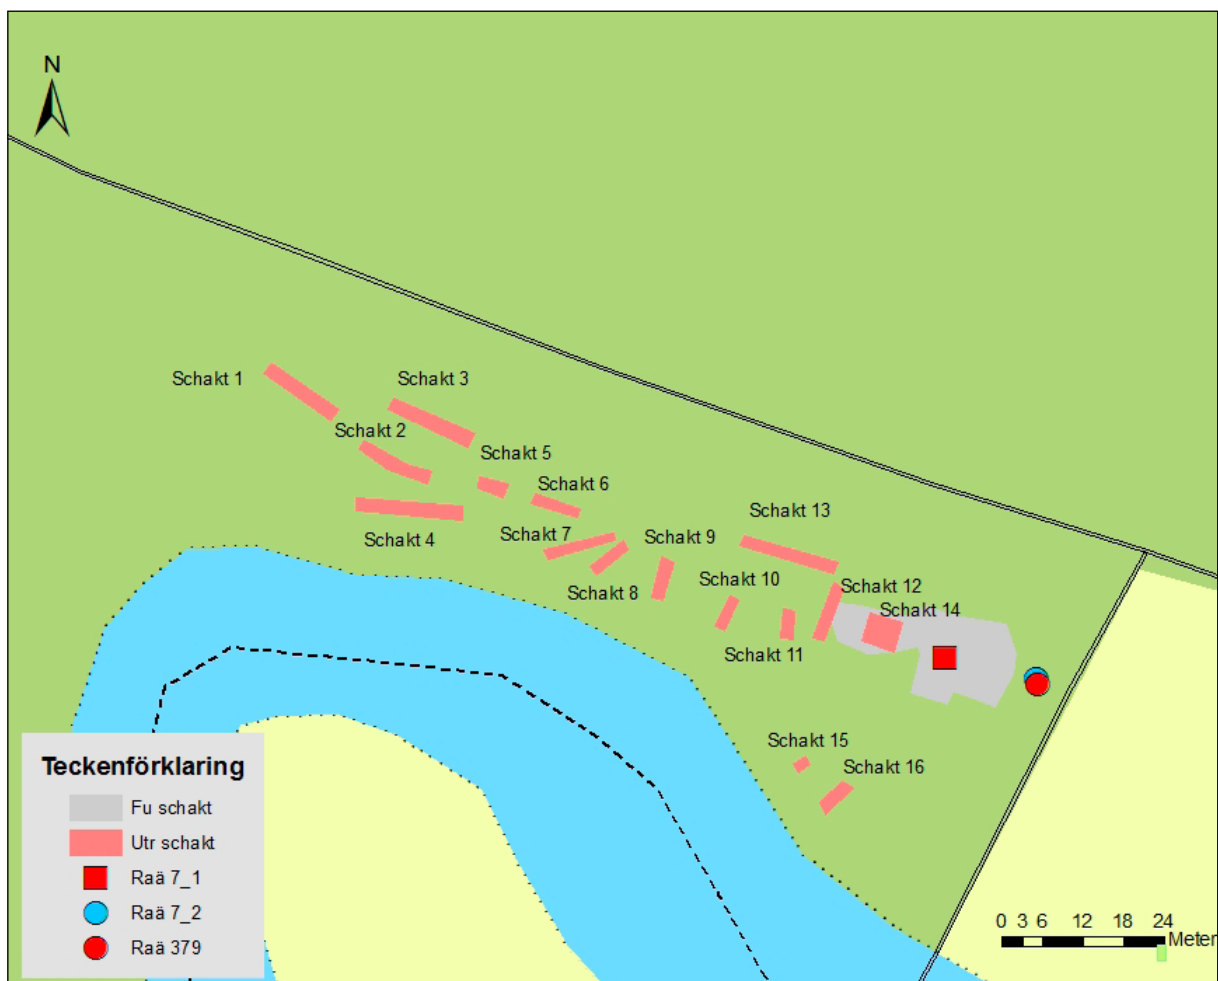 N
Schakt 1
Schakt 3
Schakt 2
Schakt 5
Schakt 6
Schakt 4
Schakt 7
Schakt 9
Schakt 13
Schakt 8
Schakt 10
Schakt 12
Schakt 14
Schakt 11
Schakt 15
Schakt 16
Teckenförklaring
Fu schakt
Utr schakt
Raä 7_1
Raä 7_2
Raä 379
0 3 6 12 18 24
Meter